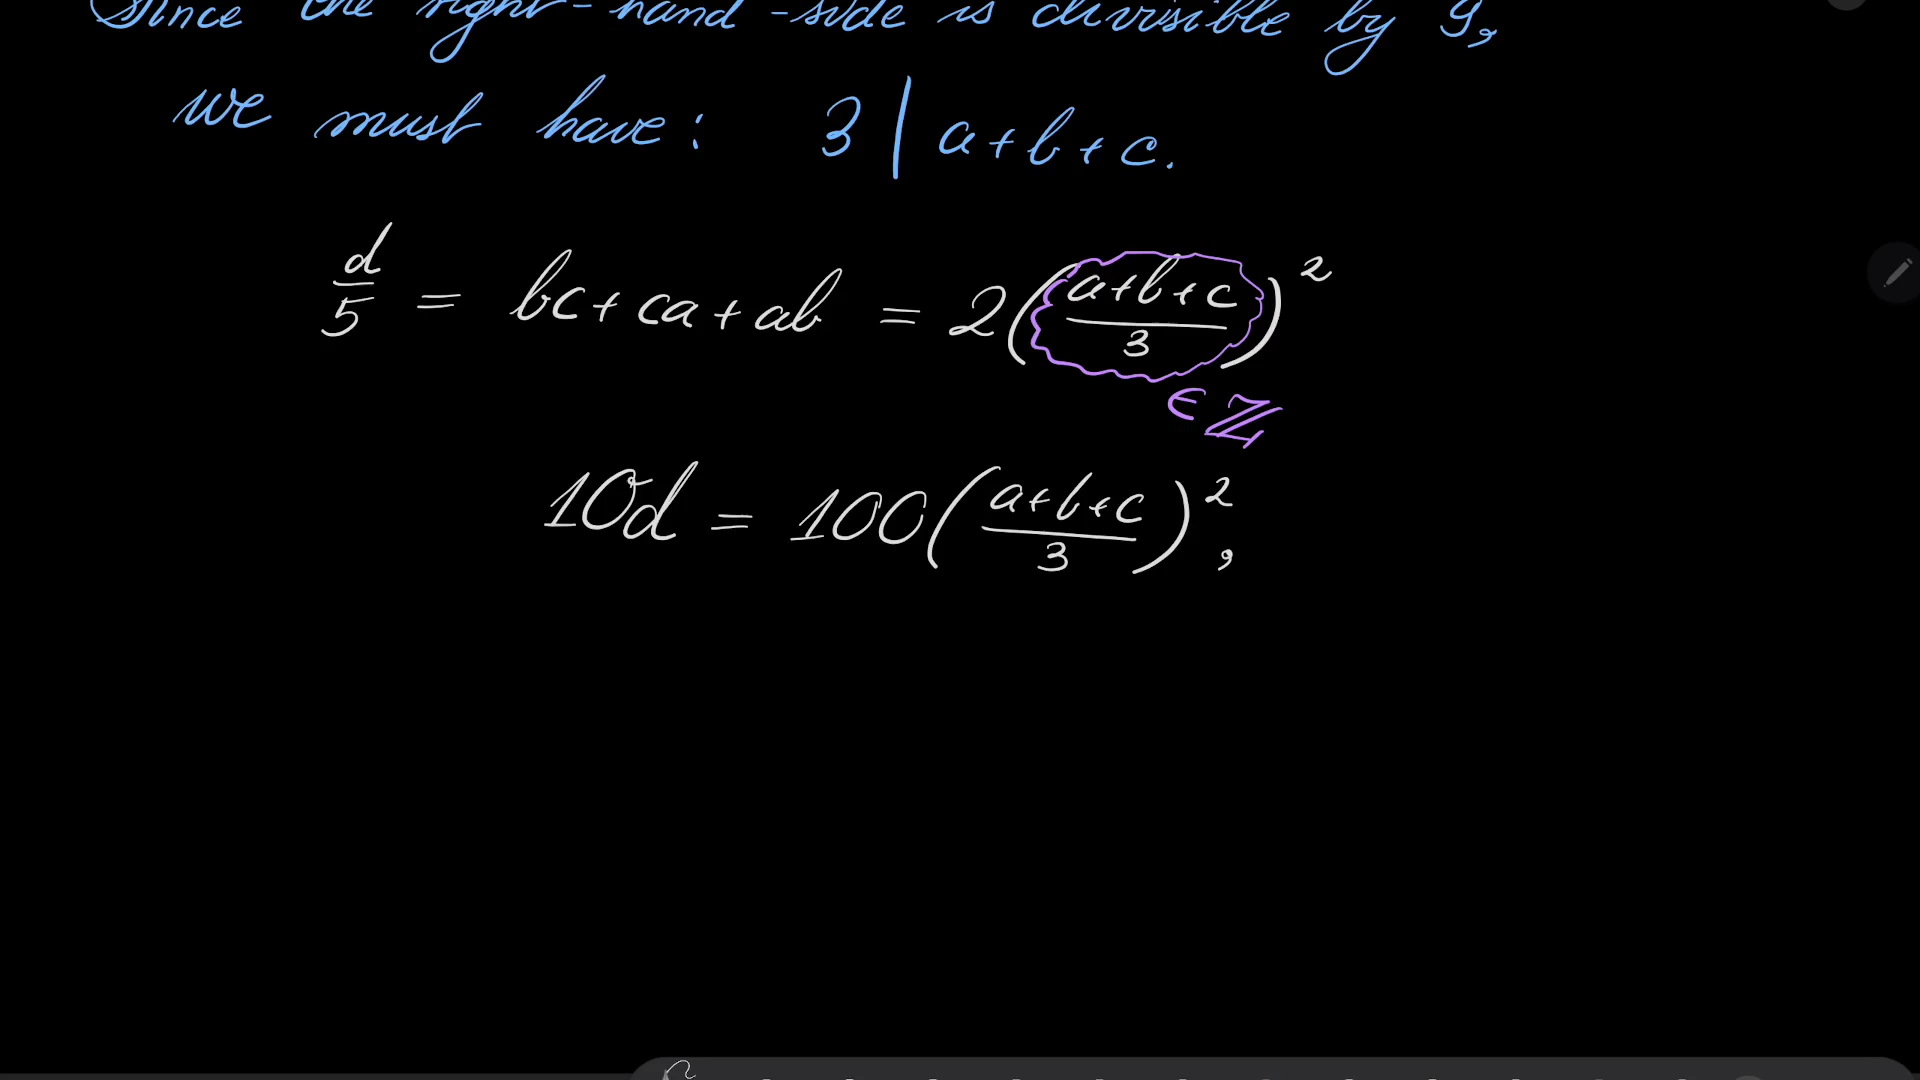 Since the right-hand-side is divisible by 9,
we must have: 3 | a+b+c.
d/5 = bc+ca+ab = 2((a+b+c)/3)²
∈ ℤ
10d = 100((a+b+c)/3)²,